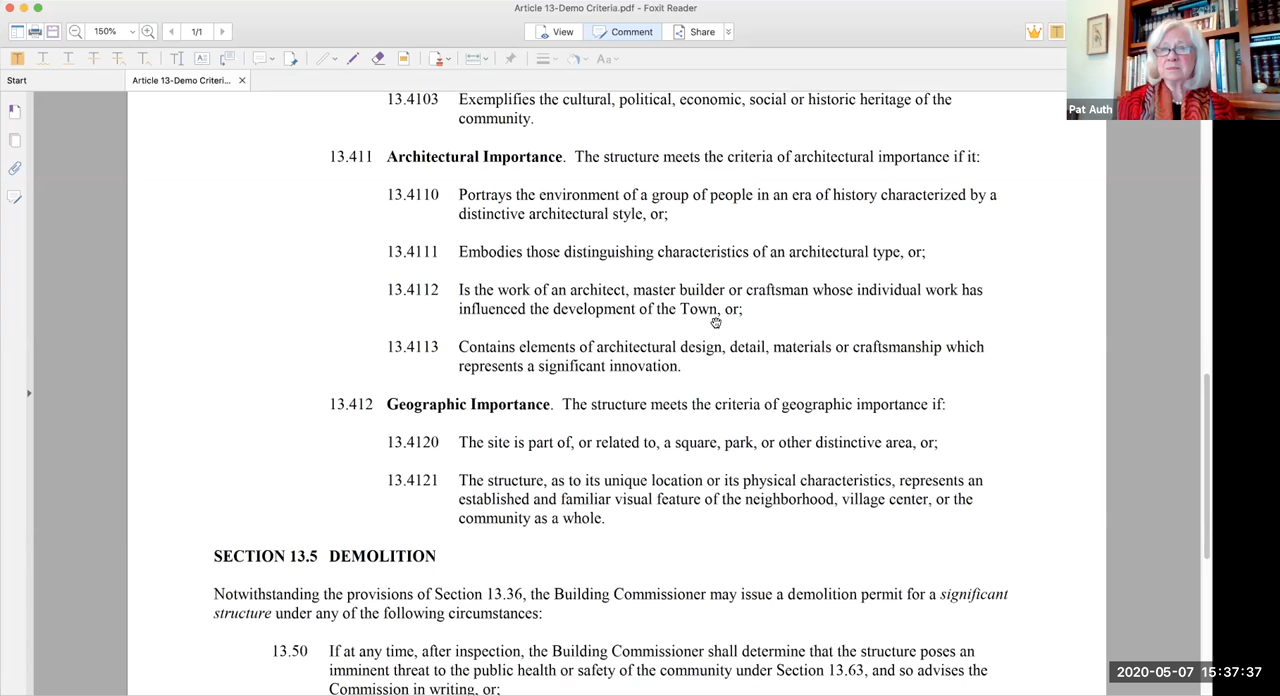 Article 13-Demo Criteria.pdf - Foxit Reader
150%
1/1
View
Comment
Share
Start
Article 13-Demo Criteri...
Pat Auth
13.4103 Exemplifies the cultural, political, economic, social or historic heritage of the
community.
13.411 Architectural Importance. The structure meets the criteria of architectural importance if it:
13.4110 Portrays the environment of a group of people in an era of history characterized by a
distinctive architectural style, or;
13.4111 Embodies those distinguishing characteristics of an architectural type, or;
13.4112 Is the work of an architect, master builder or craftsman whose individual work has
influenced the development of the Town, or;
13.4113 Contains elements of architectural design, detail, materials or craftsmanship which
represents a significant innovation.
13.412 Geographic Importance. The structure meets the criteria of geographic importance if:
13.4120 The site is part of, or related to, a square, park, or other distinctive area, or;
13.4121 The structure, as to its unique location or its physical characteristics, represents an
established and familiar visual feature of the neighborhood, village center, or the
community as a whole.
SECTION 13.5 DEMOLITION
Notwithstanding the provisions of Section 13.36, the Building Commissioner may issue a demolition permit for a significant
structure under any of the following circumstances:
13.50 If at any time, after inspection, the Building Commissioner shall determine that the structure poses an
imminent threat to the public health or safety of the community under Section 13.63, and so advises the
Commission in writing, or;
2020-05-07 15:37:37